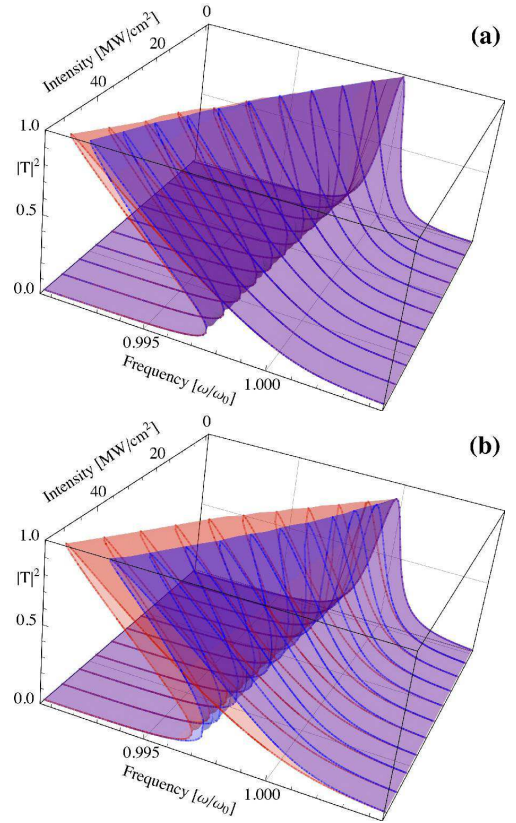 (a)
0
20
40
Intensity [MW/cm²]
1.0
|T|²
0.5
0.0
0.995
1.000
Frequency [ω/ω₀]
(b)
0
20
40
Intensity [MW/cm²]
1.0
|T|²
0.5
0.0
0.995
1.000
Frequency [ω/ω₀]